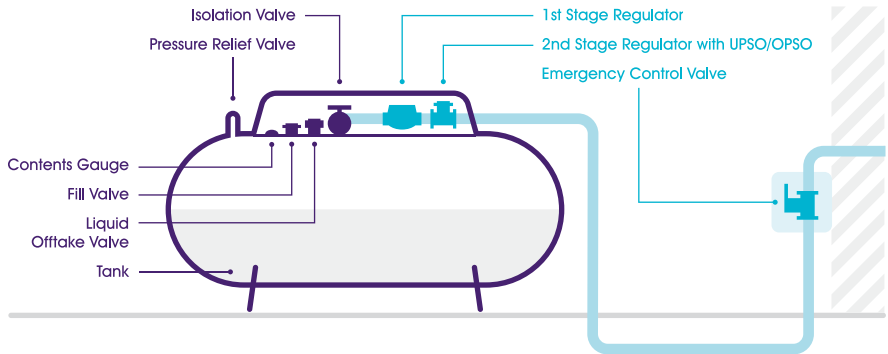 Isolation Valve
Pressure Relief Valve
1st Stage Regulator
2nd Stage Regulator with UPSO/OPSO
Emergency Control Valve
Contents Gauge
Fill Valve
Liquid
Offtake Valve
Tank